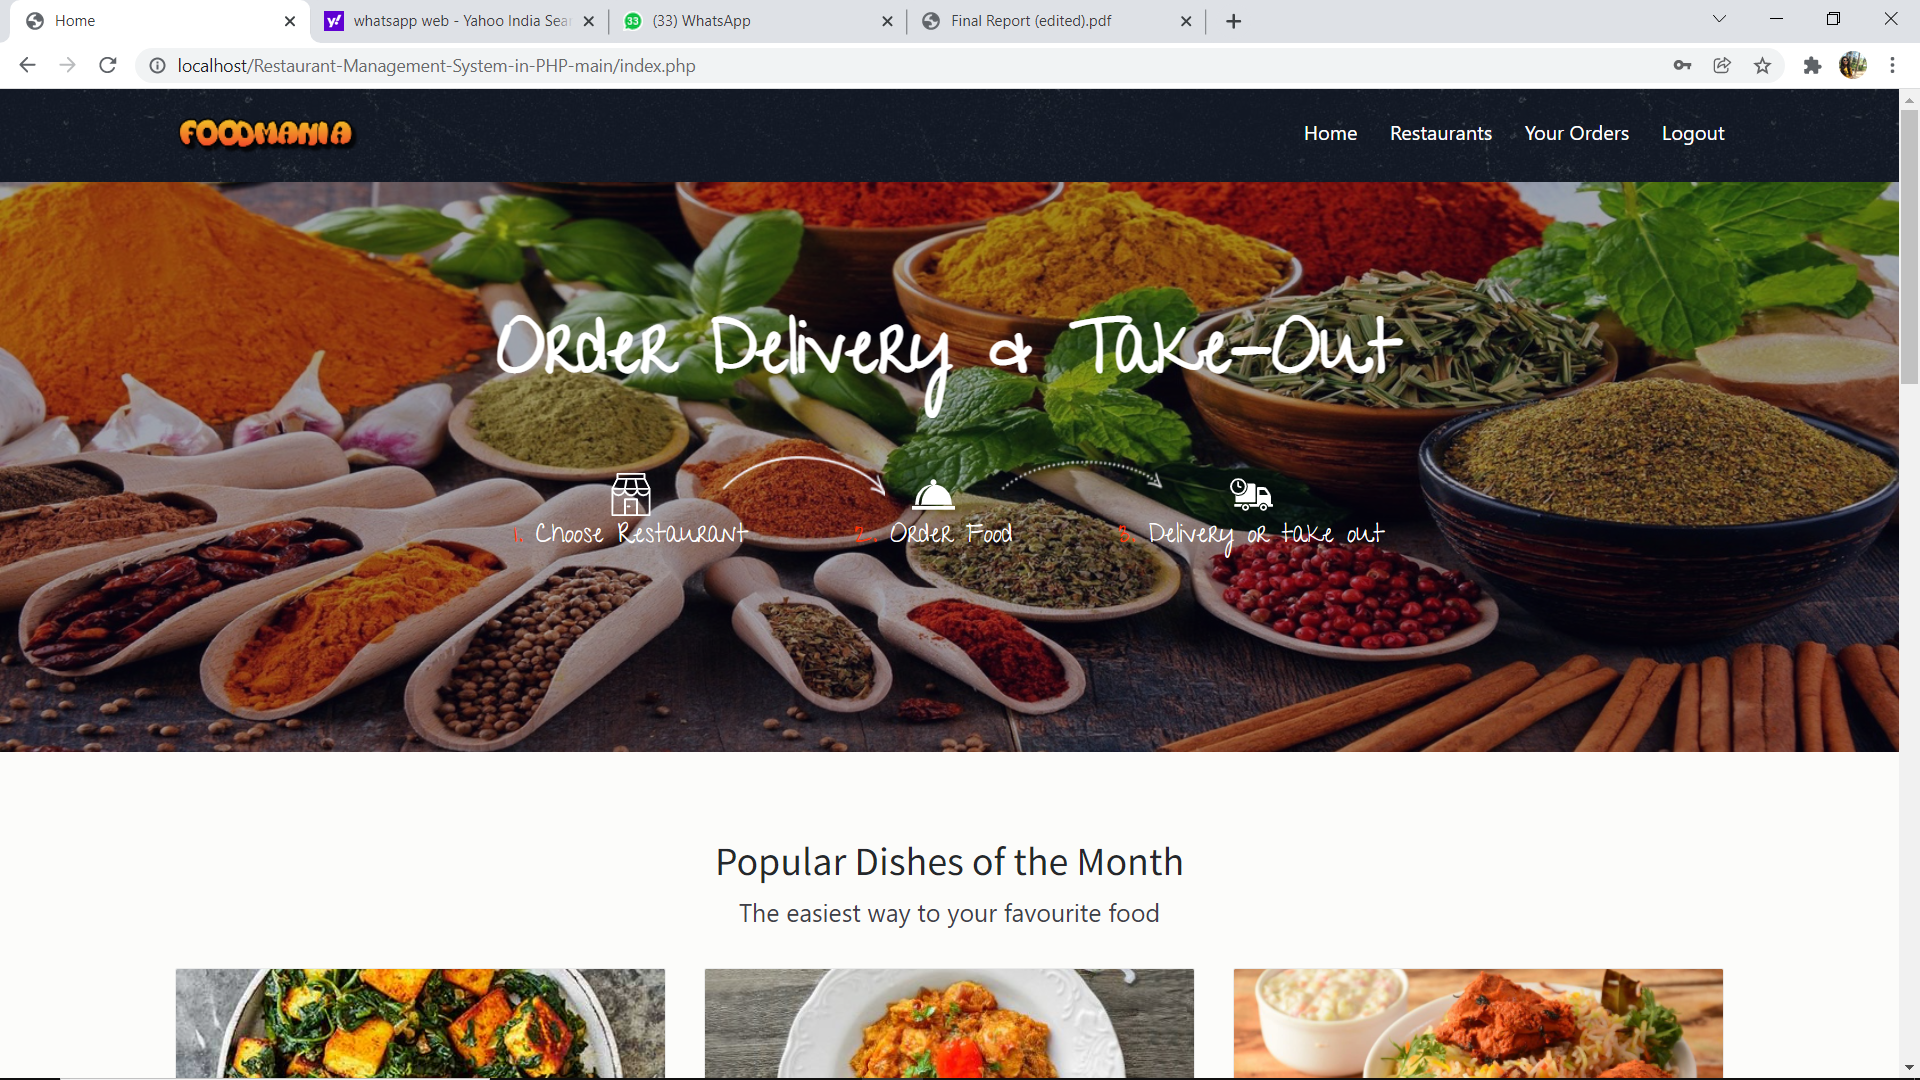 Home
whatsapp web - Yahoo India Sea
33
(33) WhatsApp
Final Report (edited).pdf
localhost/Restaurant-Management-System-in-PHP-main/index.php
FOODMANIA
Home
Restaurants
Your Orders
Logout
Order Delivery & Take-Out
1. Choose Restaurant
2. Order Food
3. Delivery or take out
Popular Dishes of the Month
The easiest way to your favourite food